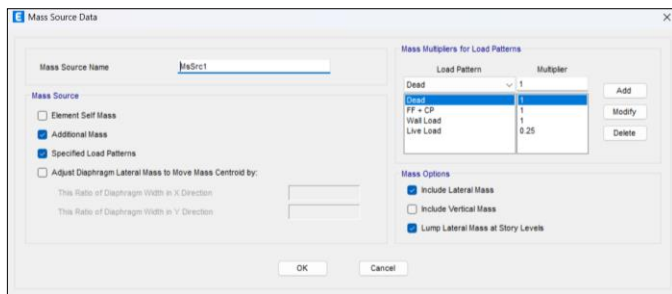 E Mass Source Data
Mass Source Name MsSrc1
Mass Source
Element Self Mass
Additional Mass
Specified Load Patterns
Adjust Diaphragm Lateral Mass to Move Mass Centroid by:
This Ratio of Diaphragm Width in X Direction
This Ratio of Diaphragm Width in Y Direction
Mass Multipliers for Load Patterns
Load Pattern Multiplier
Dead 1
Dead 1
FF + CP 1
Wall Load 1
Live Load 0.25
Add
Modify
Delete
Mass Options
Include Lateral Mass
Include Vertical Mass
Lump Lateral Mass at Story Levels
OK Cancel